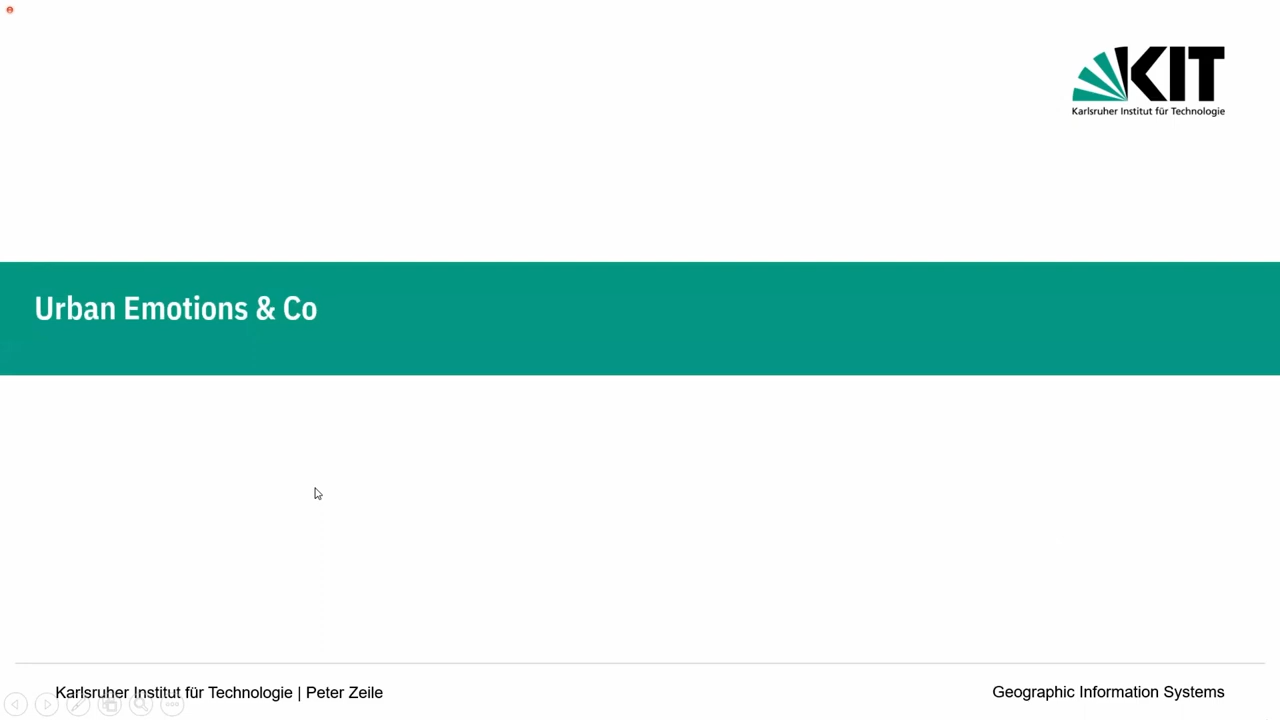 KIT
Karlsruher Institut für Technologie
Urban Emotions & Co
Karlsruher Institut für Technologie | Peter Zeile
Geographic Information Systems